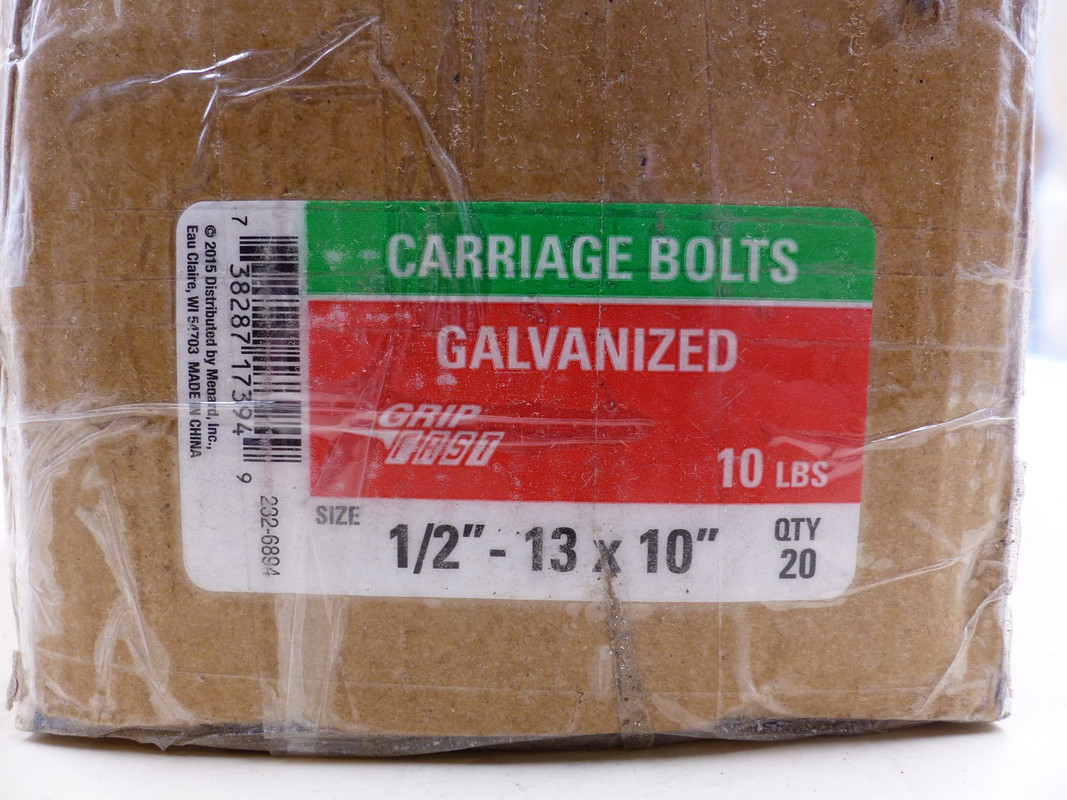 CARRIAGE BOLTS
GALVANIZED
GRIP
FAST®
10 LBS
SIZE
1/2" - 13 x 10"
QTY
20
7 38287 17394 9
232-6894
© 2015 Distributed by Menard, Inc.,
Eau Claire, WI 54703 MADE IN CHINA